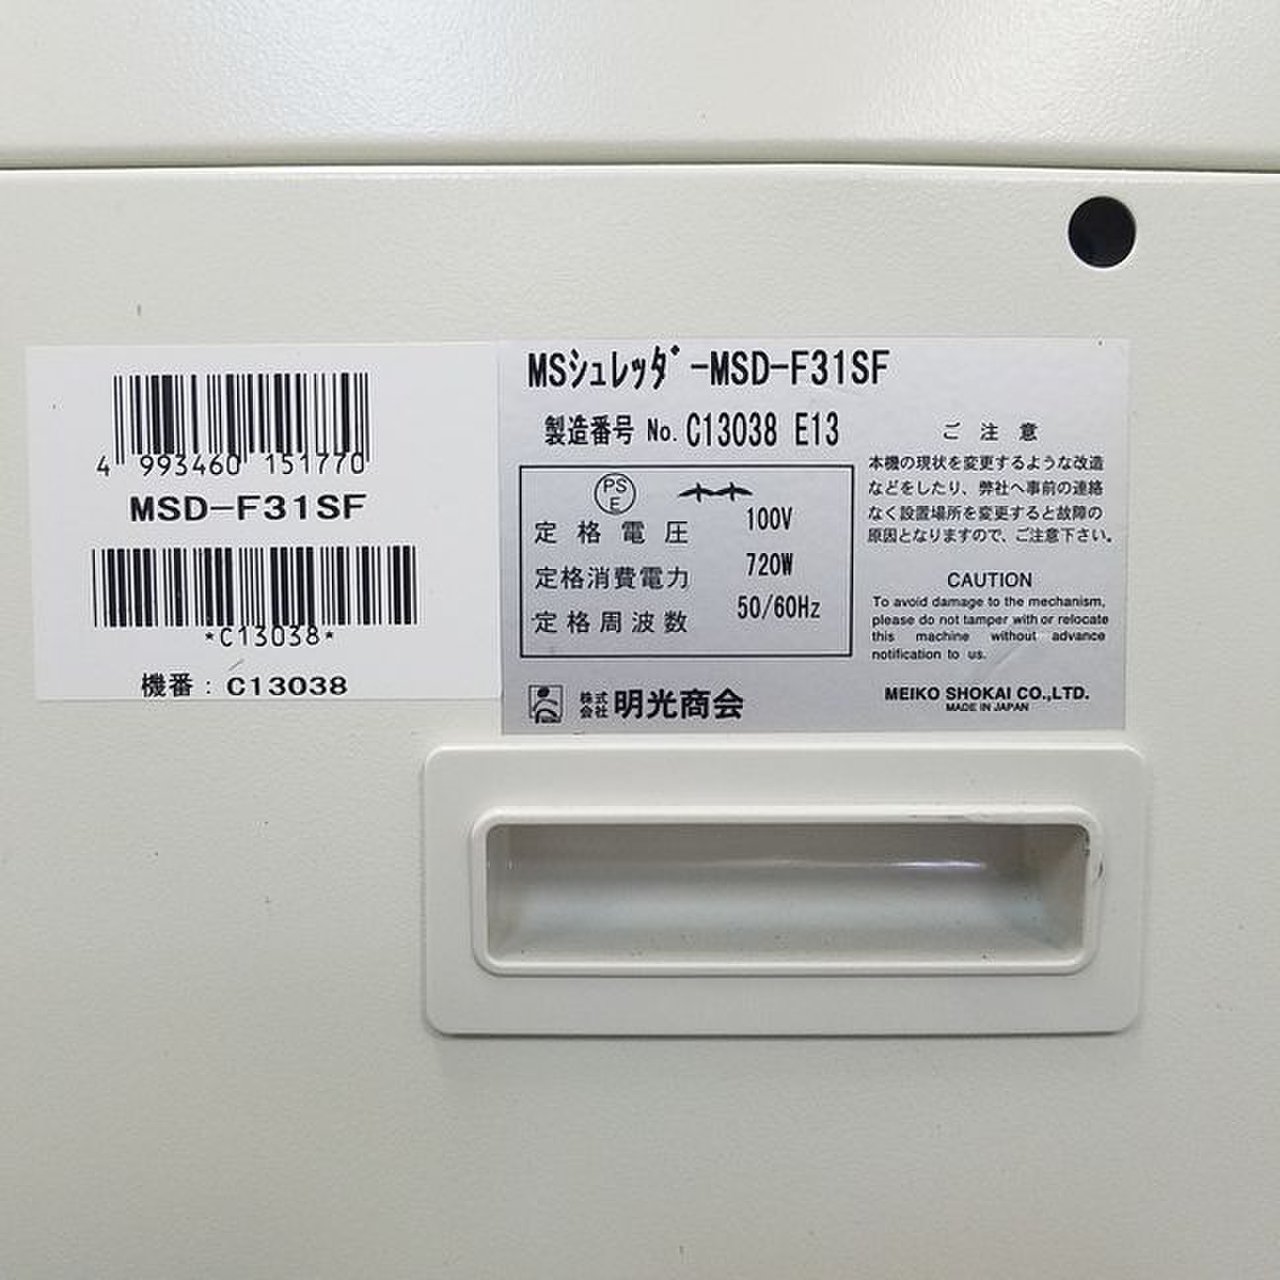 4 993460 151770
MSD-F31SF
*C13038*
機番：C13038
MSシュレッダﾞ-MSD-F31SF
製造番号 No. C13038 E13
PS
E
定格電圧 100V
定格消費電力 720W
定格周波数 50/60Hz
株式
会社 明光商会
ご注意
本機の現状を変更するような改造
などをしたり、弊社へ事前の連絡
なく設置場所を変更すると故障の
原因となりますので、ご注意下さい。
CAUTION
To avoid damage to the mechanism,
please do not tamper with or relocate
this machine without advance
notification to us.
MEIKO SHOKAI CO.,LTD.
MADE IN JAPAN